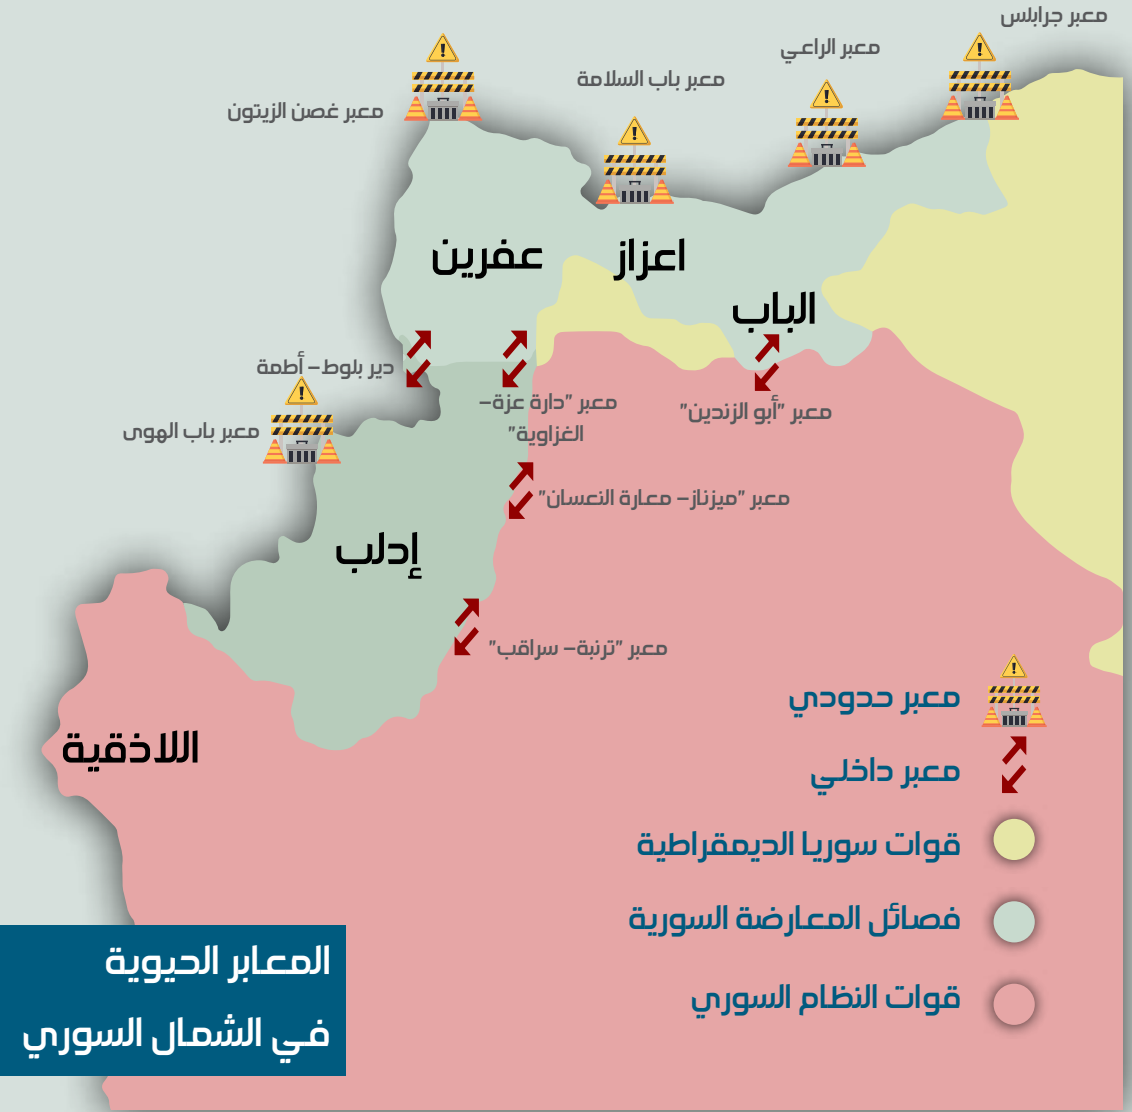 معبر جرابلس
معبر الراعي
معبر باب السلامة
معبر غصن الزيتون
عفرين
اعزاز
الباب
دير بلوط– أطمة
معبر "دارة عزة–
الغزاوية"
معبر "أبو الزندين"
معبر باب الهوى
معبر "ميزناز– معارة النعسان"
إدلب
معبر "ترنبة– سراقب"
اللاذقية
معبر حدودي
معبر داخلي
قوات سوريا الديمقراطية
فصائل المعارضة السورية
قوات النظام السوري
المعابر الحيوية
في الشمال السوري